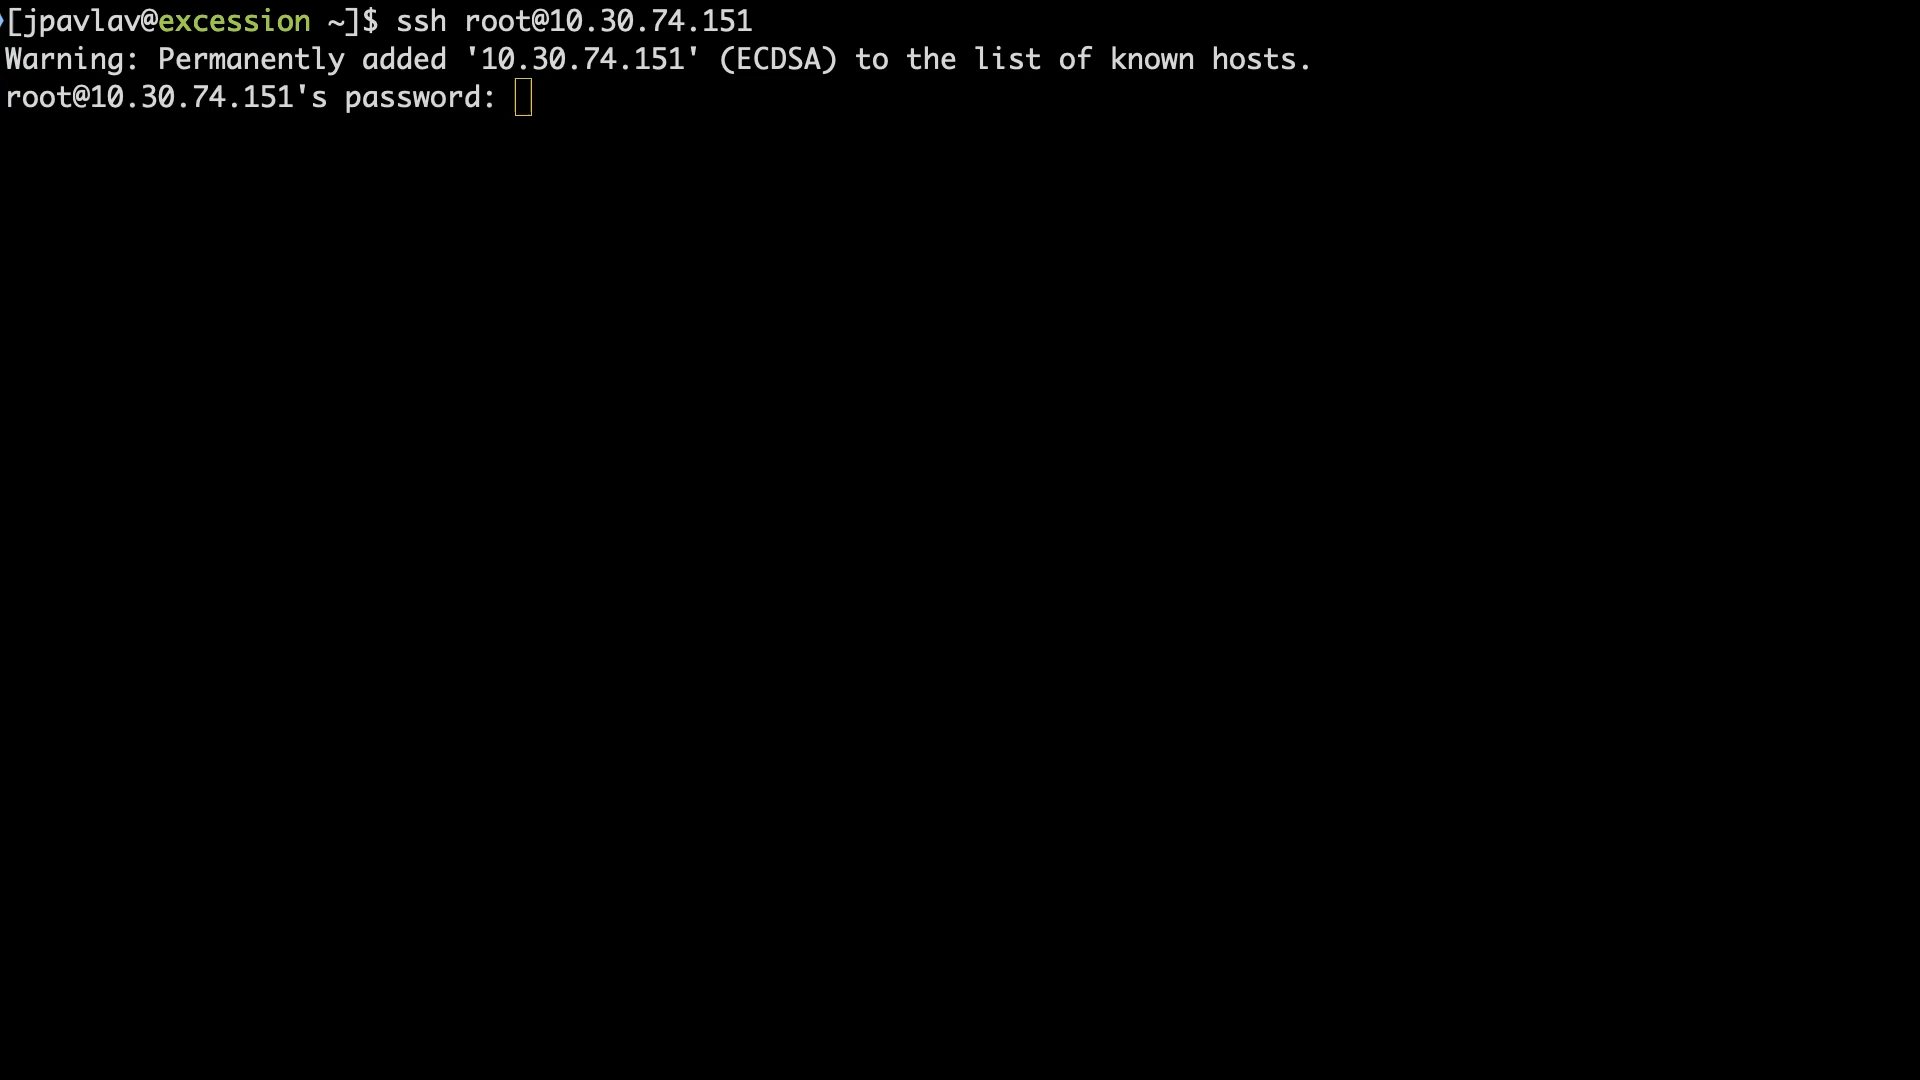 [jpavlav@excession ~]$ ssh root@10.30.74.151
Warning: Permanently added '10.30.74.151' (ECDSA) to the list of known hosts.
root@10.30.74.151's password: